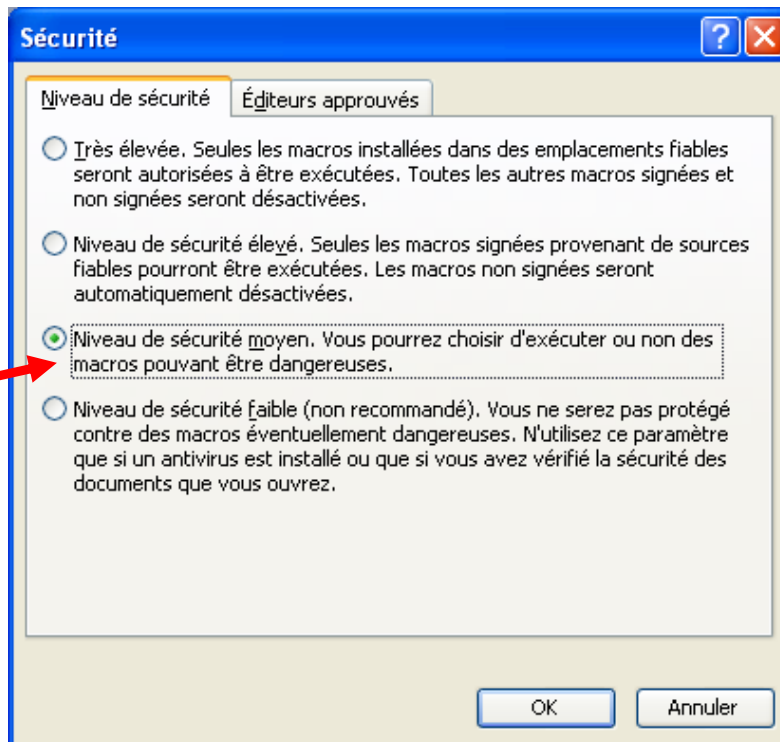 Sécurité
Niveau de sécurité
Éditeurs approuvés
Très élevée. Seules les macros installées dans des emplacements fiables
seront autorisées à être exécutées. Toutes les autres macros signées et
non signées seront désactivées.
Niveau de sécurité élevé. Seules les macros signées provenant de sources
fiables pourront être exécutées. Les macros non signées seront
automatiquement désactivées.
Niveau de sécurité moyen. Vous pourrez choisir d'exécuter ou non des
macros pouvant être dangereuses.
Niveau de sécurité faible (non recommandé). Vous ne serez pas protégé
contre des macros éventuellement dangereuses. N'utilisez ce paramètre
que si un antivirus est installé ou que si vous avez vérifié la sécurité des
documents que vous ouvrez.
OK
Annuler